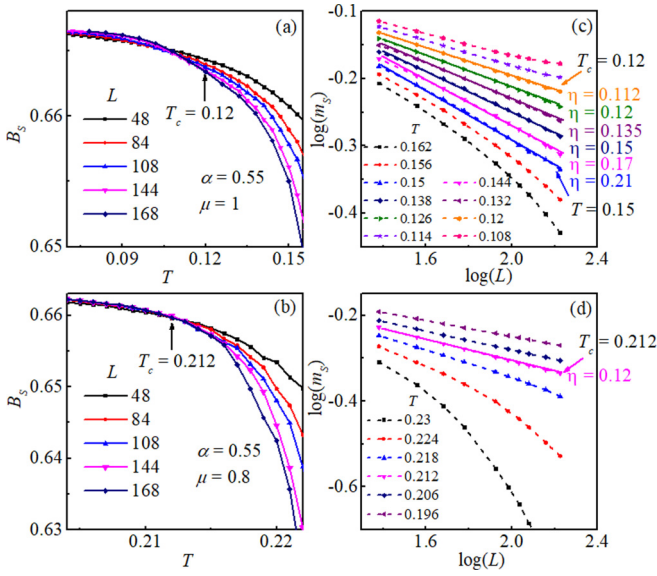 (a)
B_S
0.666
0.65
L
48
84
108
144
168
T_c = 0.12
α = 0.55
μ = 1
0.09 0.12 0.15
T
(c)
log(m_S)
-0.1
-0.2
-0.3
-0.4
T_c = 0.12
η = 0.112
η = 0.12
η = 0.135
η = 0.15
η = 0.17
η = 0.21
T = 0.15
T
0.162
0.156
0.15 0.144
0.138 0.132
0.126 0.12
0.114 0.108
1.6 2.0 2.4
log(L)
(b)
B_S
0.666
0.65
0.64
0.63
T_c = 0.212
L
48
84
108
144
168
α = 0.55
μ = 0.8
0.21 0.22
T
(d)
log(m_S)
-0.2
-0.4
-0.6
T_c = 0.212
η = 0.12
T
0.23
0.224
0.218
0.212
0.206
0.196
1.6 2.0 2.4
log(L)